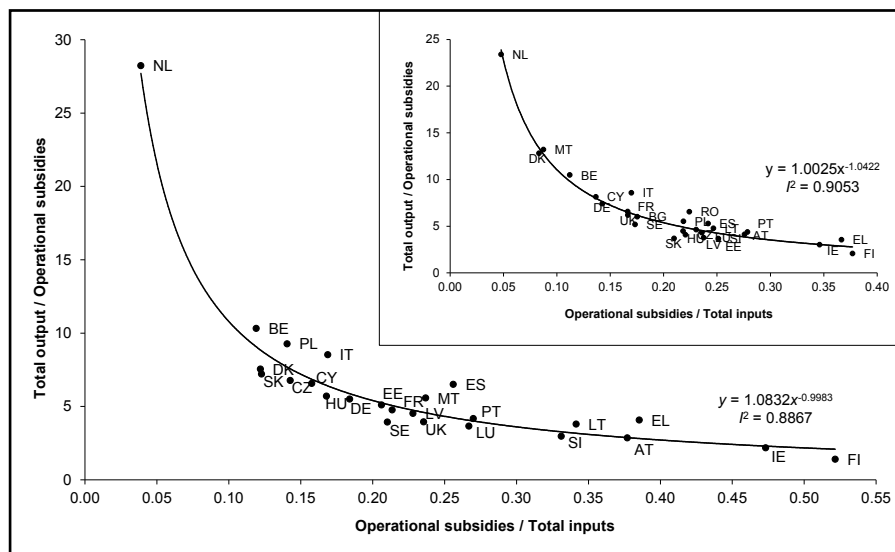 30
25
20
15
10
5
0
Total output / Operational subsidies
0.00 0.05 0.10 0.15 0.20 0.25 0.30 0.35 0.40 0.45 0.50 0.55
Operational subsidies / Total inputs
NL
BE
PL
IT
DK
SK
CZ
CY
HU
DE
EE
FR
SE
LV
UK
MT
ES
PT
LU
SI
LT
AT
EL
IE
FI
y = 1.0832x-0.9983
I² = 0.8867
25
20
15
10
5
0
Total output / Operational subsidies
0.00 0.05 0.10 0.15 0.20 0.25 0.30 0.35 0.40
Operational subsidies / Total inputs
NL
MT
DK
BE
CY
IT
DE
FR
UK
BG
SE
RO
PL
ES
LT
PT
SK
HU
CZ
LU
SI
AT
LV
EE
EL
IE
FI
y = 1.0025x-1.0422
I² = 0.9053